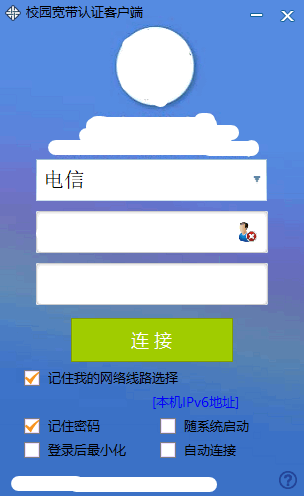 校园宽带认证客户端
电信
连接
记住我的网络线路选择
[本机IPv6地址]
记住密码 随系统启动
登录后最小化 自动连接